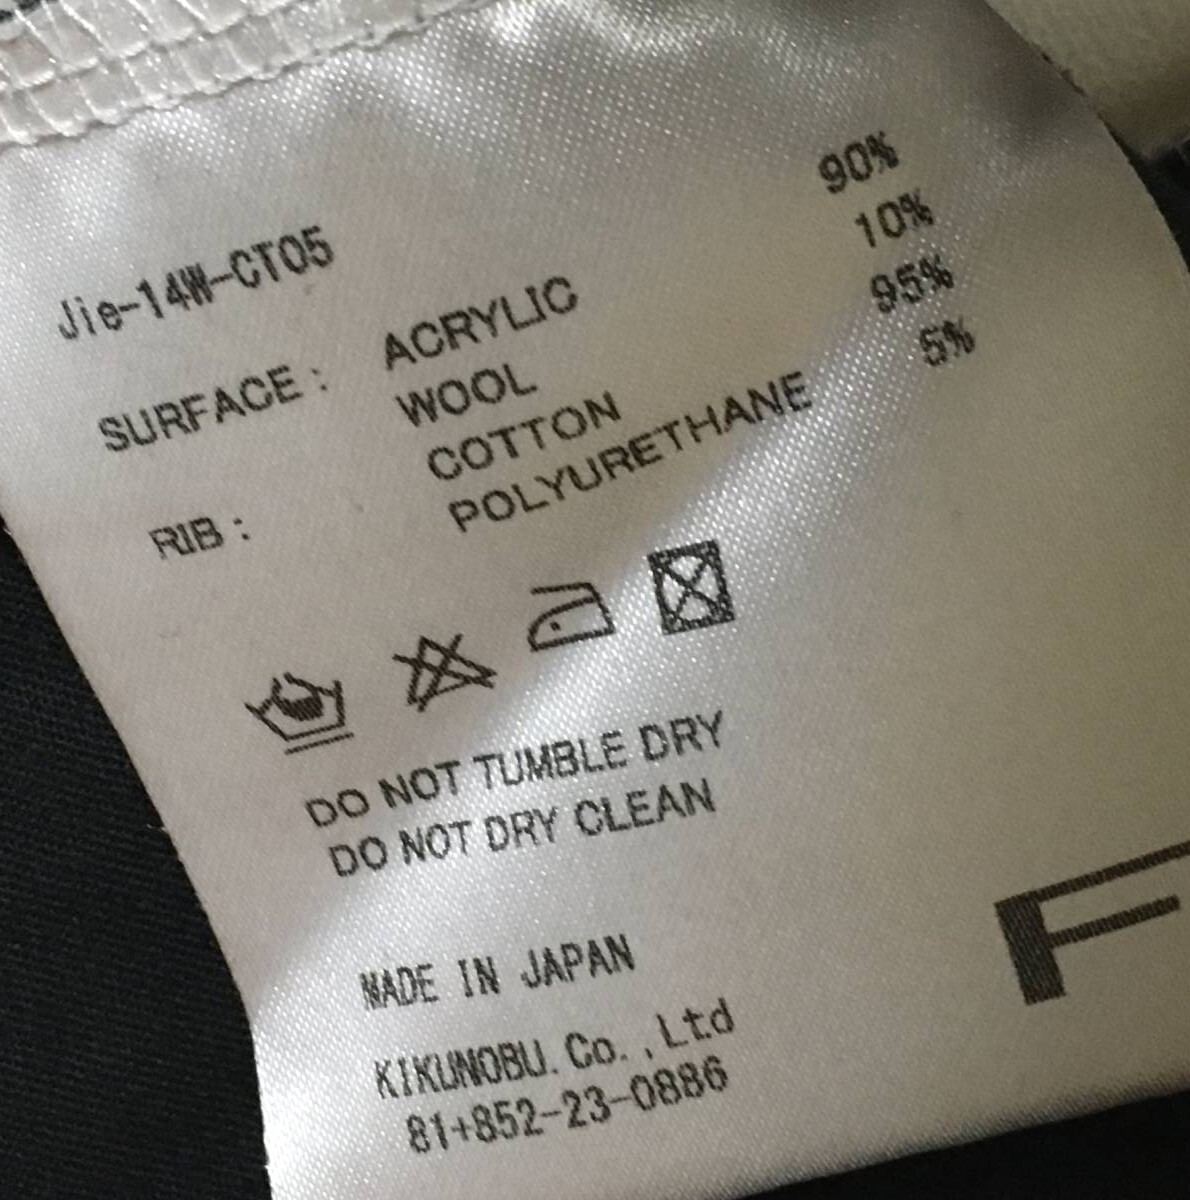 Jie-14W-CT05
SURFACE: ACRYLIC 90%
WOOL 10%
RIB: COTTON 95%
POLYURETHANE 5%
DO NOT TUMBLE DRY
DO NOT DRY CLEAN
MADE IN JAPAN
KIKUNOBU.Co.,Ltd
81+852-23-0886
F